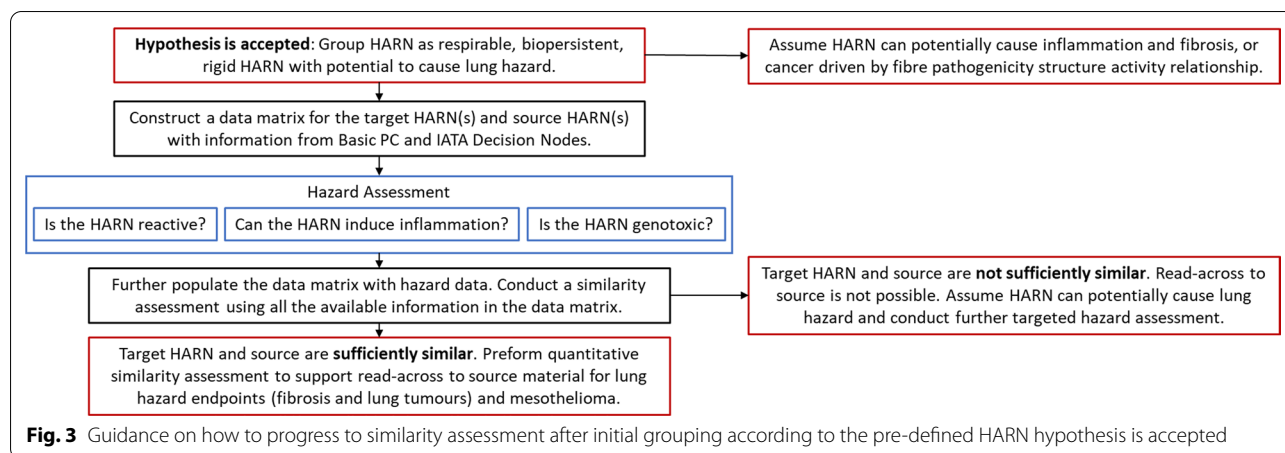 Hypothesis is accepted: Group HARN as respirable, biopersistent,
rigid HARN with potential to cause lung hazard.
Assume HARN can potentially cause inflammation and fibrosis, or
cancer driven by fibre pathogenicity structure activity relationship.
Construct a data matrix for the target HARN(s) and source HARN(s)
with information from Basic PC and IATA Decision Nodes.
Hazard Assessment
Is the HARN reactive?
Can the HARN induce inflammation?
Is the HARN genotoxic?
Further populate the data matrix with hazard data. Conduct a similarity
assessment using all the available information in the data matrix.
Target HARN and source are not sufficiently similar. Read-across to
source is not possible. Assume HARN can potentially cause lung
hazard and conduct further targeted hazard assessment.
Target HARN and source are sufficiently similar. Preform quantitative
similarity assessment to support read-across to source material for lung
hazard endpoints (fibrosis and lung tumours) and mesothelioma.
Fig. 3 Guidance on how to progress to similarity assessment after initial grouping according to the pre-defined HARN hypothesis is accepted